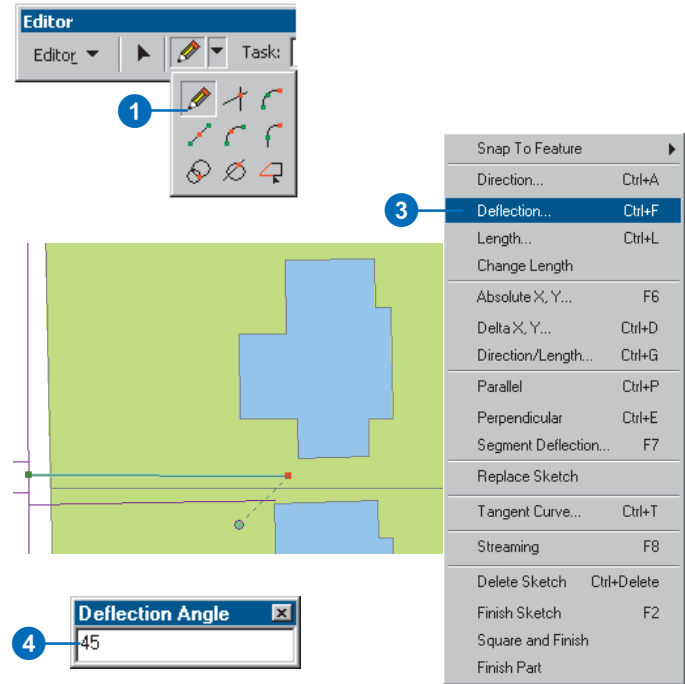 Editor
Editor Task:
1
Snap To Feature
Direction... Ctrl+A
3
Deflection... Ctrl+F
Length... Ctrl+L
Change Length
Absolute X, Y... F6
Delta X, Y... Ctrl+D
Direction/Length... Ctrl+G
Parallel Ctrl+P
Perpendicular Ctrl+E
Segment Deflection... F7
Replace Sketch
Tangent Curve... Ctrl+T
Streaming F8
Delete Sketch Ctrl+Delete
Finish Sketch F2
Square and Finish
Finish Part
Deflection Angle
4
45